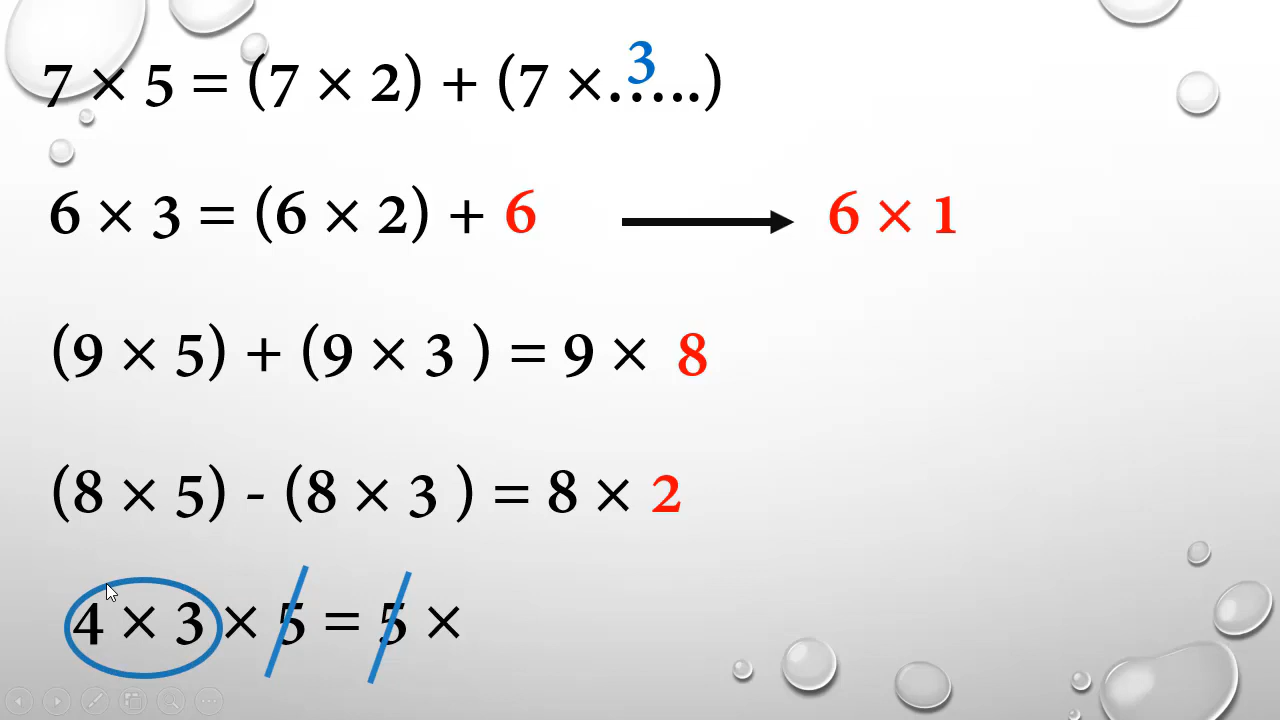 7 × 5 = (7 × 2) + (7 ×.3....)
6 × 3 = (6 × 2) + 6 → 6 × 1
(9 × 5) + (9 × 3 ) = 9 × 8
(8 × 5) - (8 × 3 ) = 8 × 2
4 × 3 × 5 = 5 ×